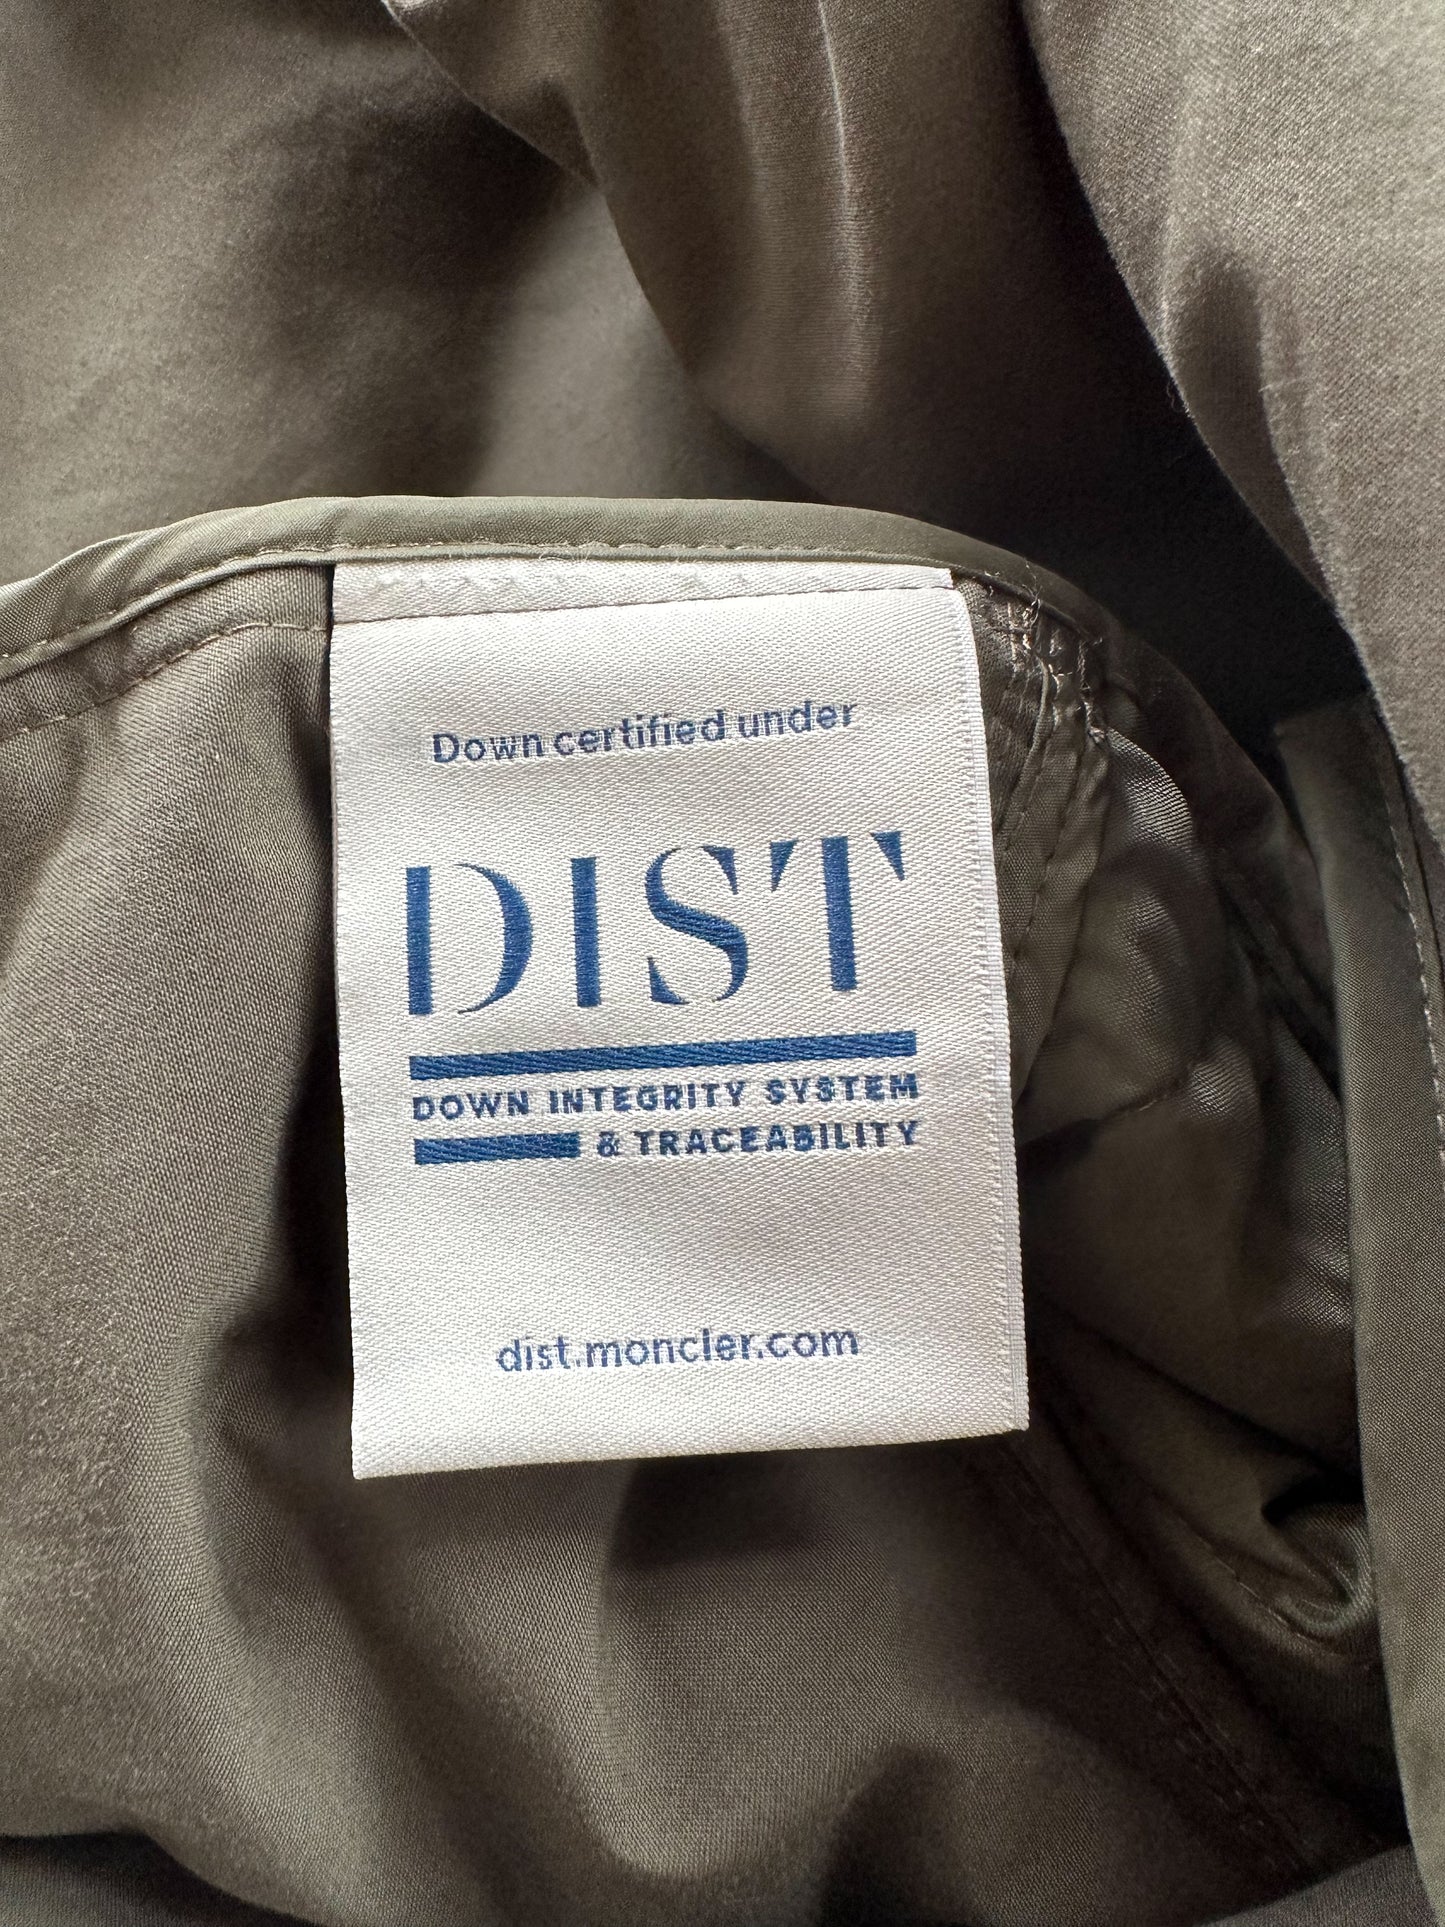 Down certified under
DIST
DOWN INTEGRITY SYSTEM
& TRACEABILITY
dist.moncler.com